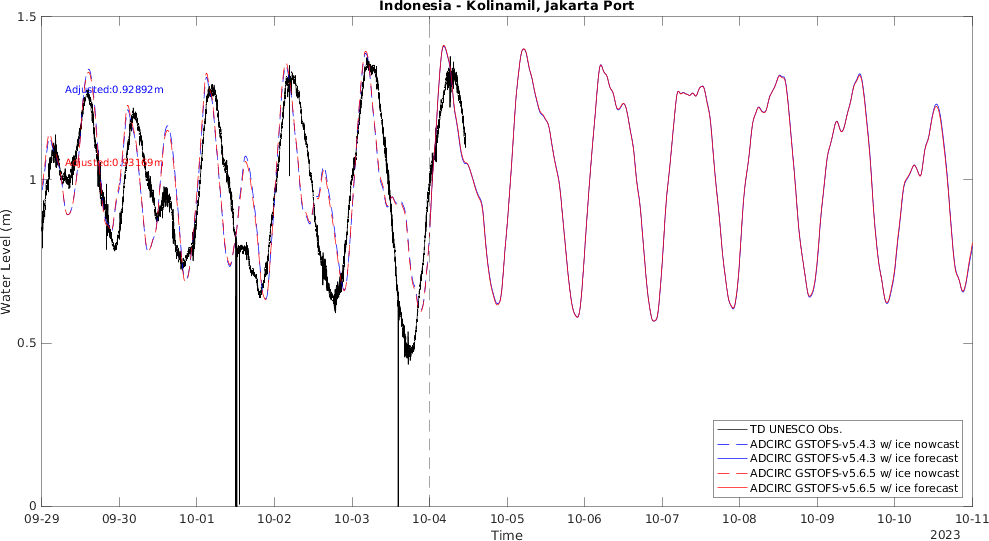 Indonesia - Kolinamil, Jakarta Port
1.5
Adjusted:0.92892m
Adjusted:0.93169m
1
0.5
0
Water Level (m)
TD UNESCO Obs.
ADCIRC GSTOFS-v5.4.3 w/ ice nowcast
ADCIRC GSTOFS-v5.4.3 w/ ice forecast
ADCIRC GSTOFS-v5.6.5 w/ ice nowcast
ADCIRC GSTOFS-v5.6.5 w/ ice forecast
09-29 09-30 10-01 10-02 10-03 10-04 10-05 10-06 10-07 10-08 10-09 10-10 10-11
Time
2023